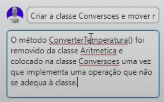 Criar a classe Conversoes e mover r
O método ConverterTemperatura() foi
removido da classe Aritmetica e
colocado na classe Conversoes uma vez
que implementa uma operação que não
se adequa à classe